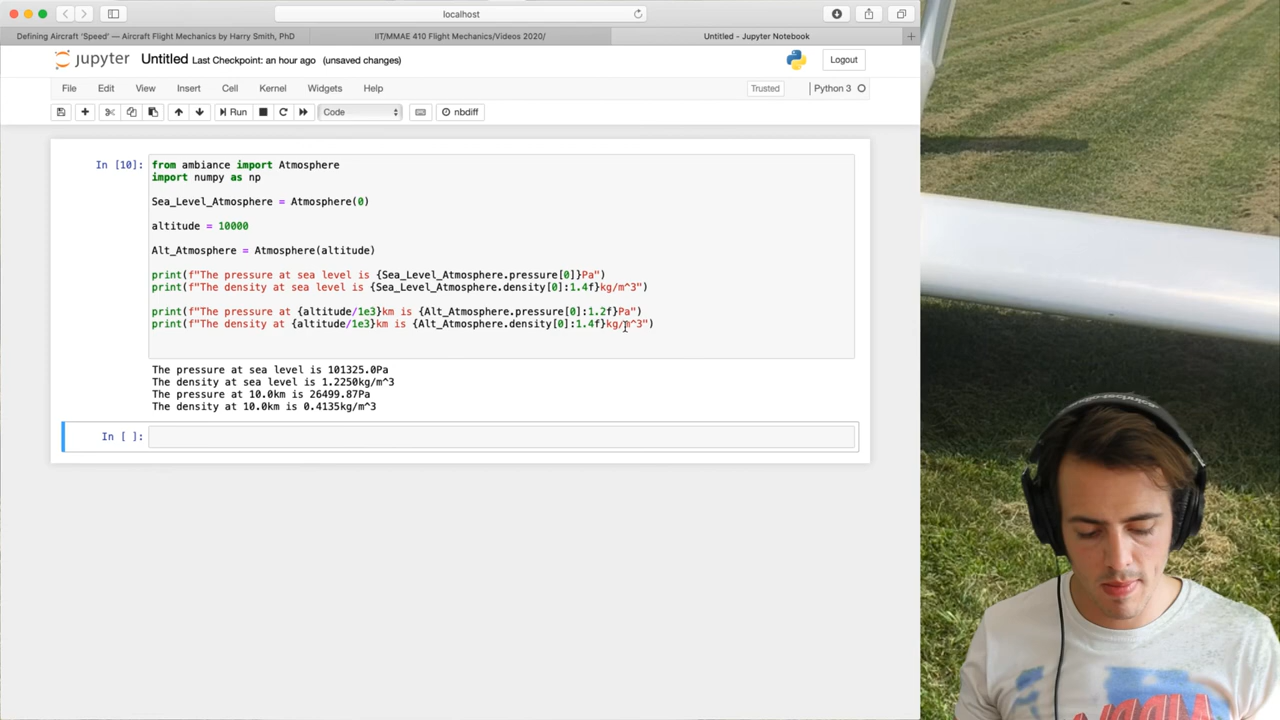 localhost
Defining Aircraft 'Speed' — Aircraft Flight Mechanics by Harry Smith, PhD
IIT/MMAE 410 Flight Mechanics/Videos 2020/
Untitled - Jupyter Notebook
jupyter Untitled Last Checkpoint: an hour ago (unsaved changes)
Logout
File Edit View Insert Cell Kernel Widgets Help
Trusted Python 3
Run Code nbdiff
In [10]: from ambiance import Atmosphere
import numpy as np
Sea_Level_Atmosphere = Atmosphere(0)
altitude = 10000
Alt_Atmosphere = Atmosphere(altitude)
print(f"The pressure at sea level is {Sea_Level_Atmosphere.pressure[0]}Pa")
print(f"The density at sea level is {Sea_Level_Atmosphere.density[0]:1.4f}kg/m^3")
print(f"The pressure at {altitude/1e3}km is {Alt_Atmosphere.pressure[0]:1.2f}Pa")
print(f"The density at {altitude/1e3}km is {Alt_Atmosphere.density[0]:1.4f}kg/m^3")
The pressure at sea level is 101325.0Pa
The density at sea level is 1.2250kg/m^3
The pressure at 10.0km is 26499.87Pa
The density at 10.0km is 0.4135kg/m^3
In [ ]: